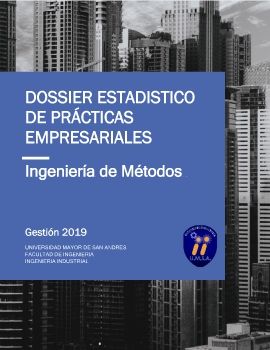 DOSSIER ESTADISTICO
DE PRÁCTICAS
EMPRESARIALES
Ingeniería de Métodos
Gestión 2019
UNIVERSIDAD MAYOR DE SAN ANDRES
FACULTAD DE INGENIERIA
INGENIERIA INDUSTRIAL
U.M.S.A.